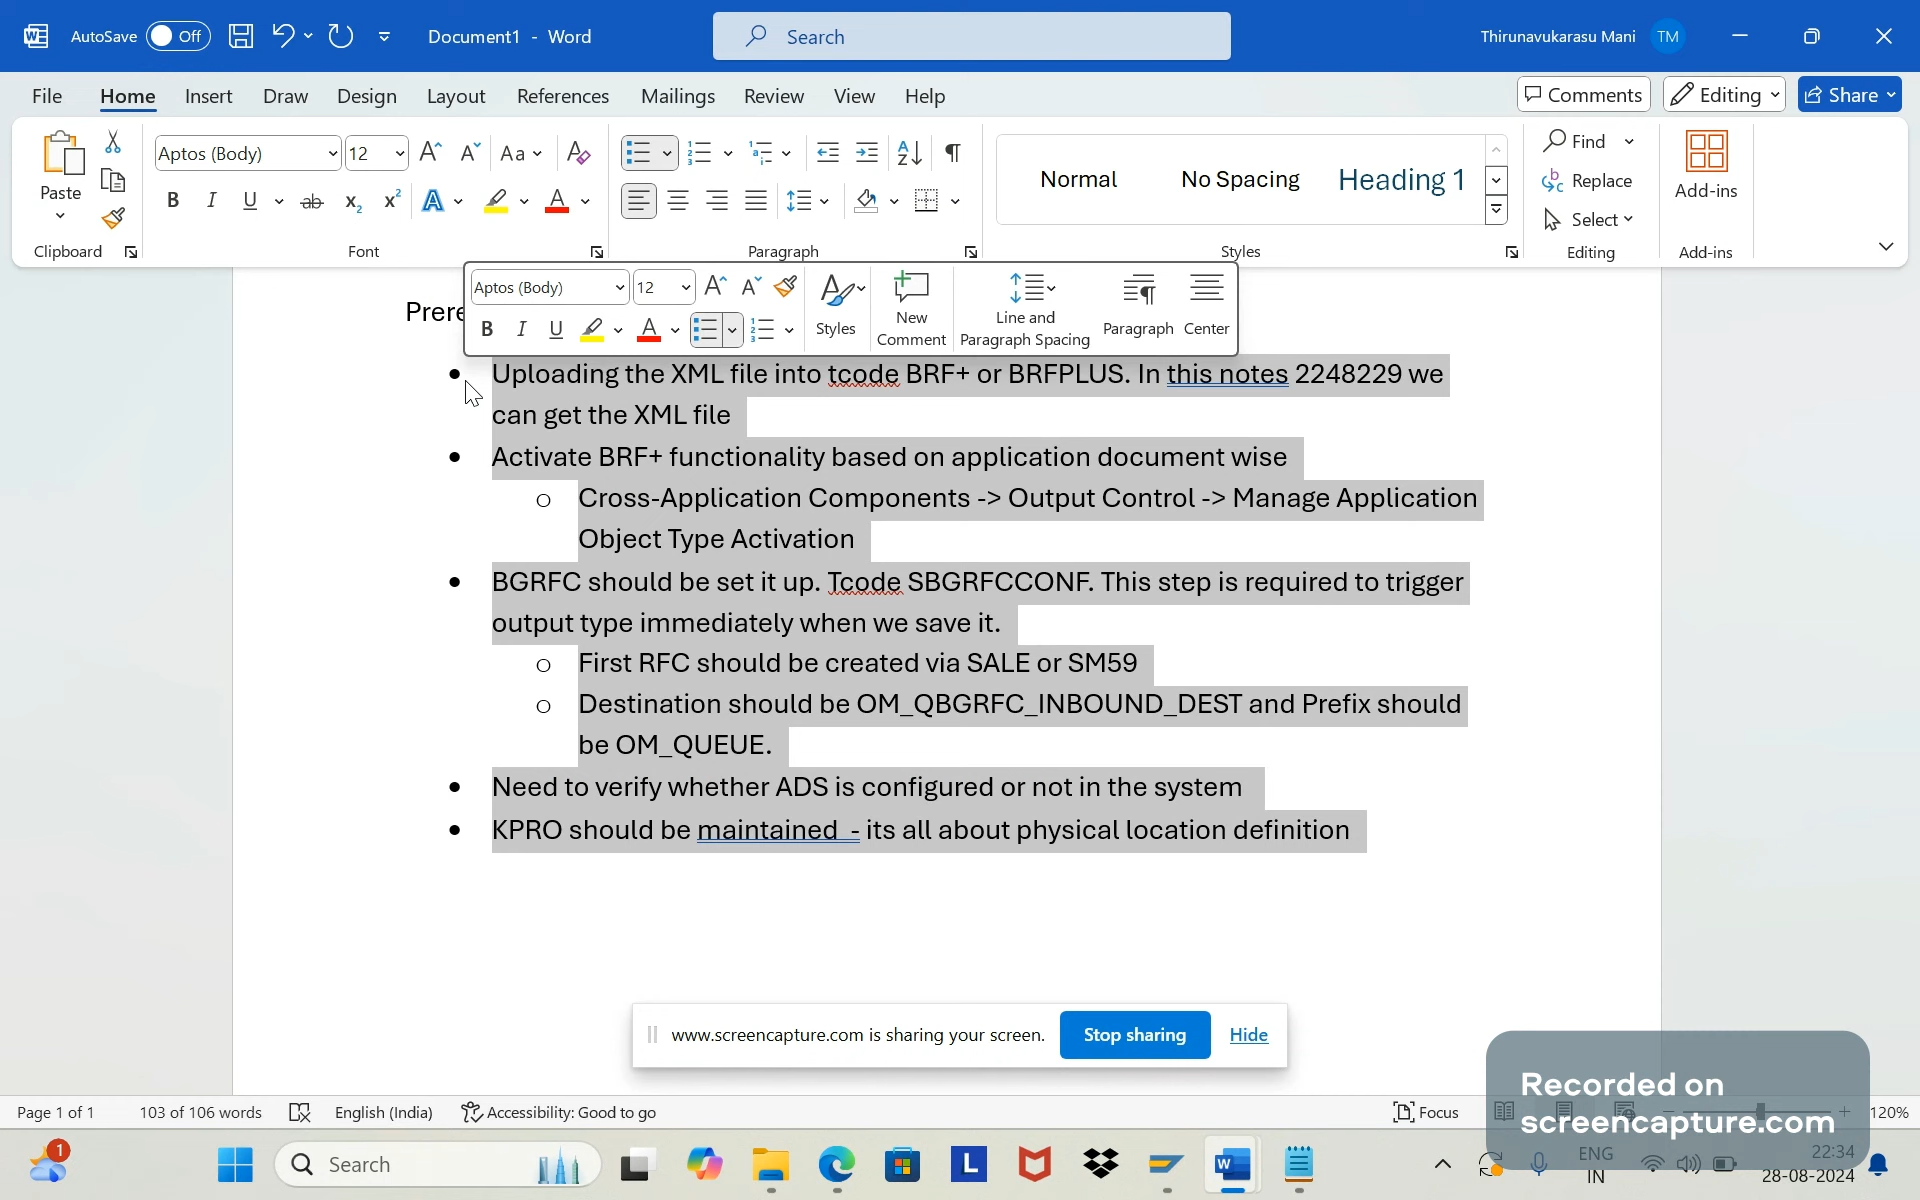 AutoSave Off Document1 - Word Search Thirunavukarasu Mani TM
File Home Insert Draw Design Layout References Mailings Review View Help Comments Editing Share
Paste Aptos (Body) 12 Aa Normal No Spacing Heading 1 Find Replace Select Add-ins
B I U ab x2 x2 A A
Clipboard Font Paragraph Styles Editing Add-ins
Aptos (Body) 12 Styles New Comment Line and Paragraph Spacing Paragraph Center
B I U A
Prere
• Uploading the XML file into tcode BRF+ or BRFPLUS. In this notes 2248229 we
can get the XML file
• Activate BRF+ functionality based on application document wise
o Cross-Application Components -> Output Control -> Manage Application
Object Type Activation
• BGRFC should be set it up. Tcode SBGRFCCONF. This step is required to trigger
output type immediately when we save it.
o First RFC should be created via SALE or SM59
o Destination should be OM_QBGRFC_INBOUND_DEST and Prefix should
be OM_QUEUE.
• Need to verify whether ADS is configured or not in the system
• KPRO should be maintained - its all about physical location definition
www.screencapture.com is sharing your screen. Stop sharing Hide
Recorded on
screencapture.com
Page 1 of 1 103 of 106 words English (India) Accessibility: Good to go Focus 120%
1 Search L W ENG
IN
22:34
28-08-2024